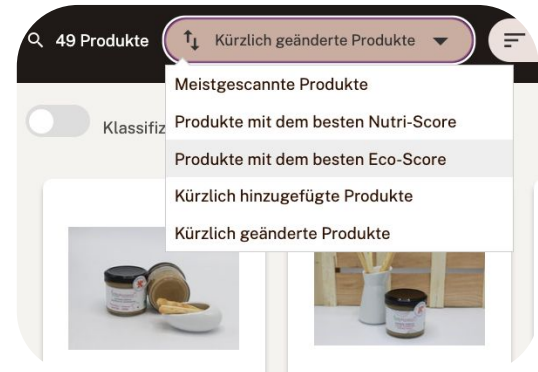 49 Produkte
Kürzlich geänderte Produkte
Meistgescannte Produkte
Produkte mit dem besten Nutri-Score
Klassifiz
Produkte mit dem besten Eco-Score
Kürzlich hinzugefügte Produkte
Kürzlich geänderte Produkte